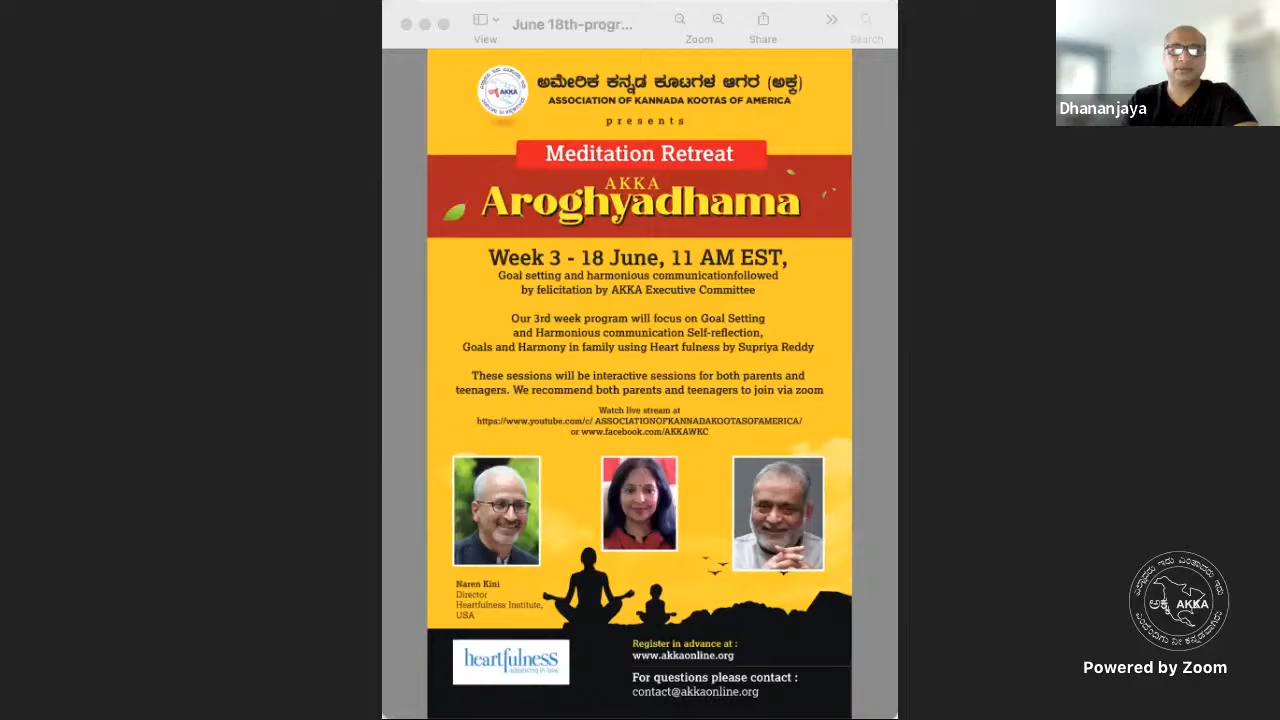 June 18th-progr...
View
Zoom
Share
Search
Dhananjaya
ಅಮೇರಿಕ ಕನ್ನಡ ಕೂಟಗಳ ಆಗರ (ಅಕ್ಕ)
AKKA
ASSOCIATION OF KANNADA KOOTAS OF AMERICA
presents
Meditation Retreat
AKKA
Aroghyadhama
Week 3 - 18 June, 11 AM EST,
Goal setting and harmonious communicationfollowed
by felicitation by AKKA Executive Committee
Our 3rd week program will focus on Goal Setting
and Harmonious communication Self-reflection,
Goals and Harmony in family using Heart fulness by Supriya Reddy
These sessions will be interactive sessions for both parents and
teenagers. We recommend both parents and teenagers to join via zoom
Watch live stream at
https://www.youtube.com/c/ ASSOCIATIONOFKANNADAKOOTASOFAMERICA/
or www.facebook.com/AKKAWKC
Naren Kini
Director
Heartfulness Institute,
USA
heartfulness
advancing in love
Register in advance at :
www.akkaonline.org
For questions please contact :
contact@akkaonline.org
ಅಕ್ಕ AKKA
Powered by Zoom